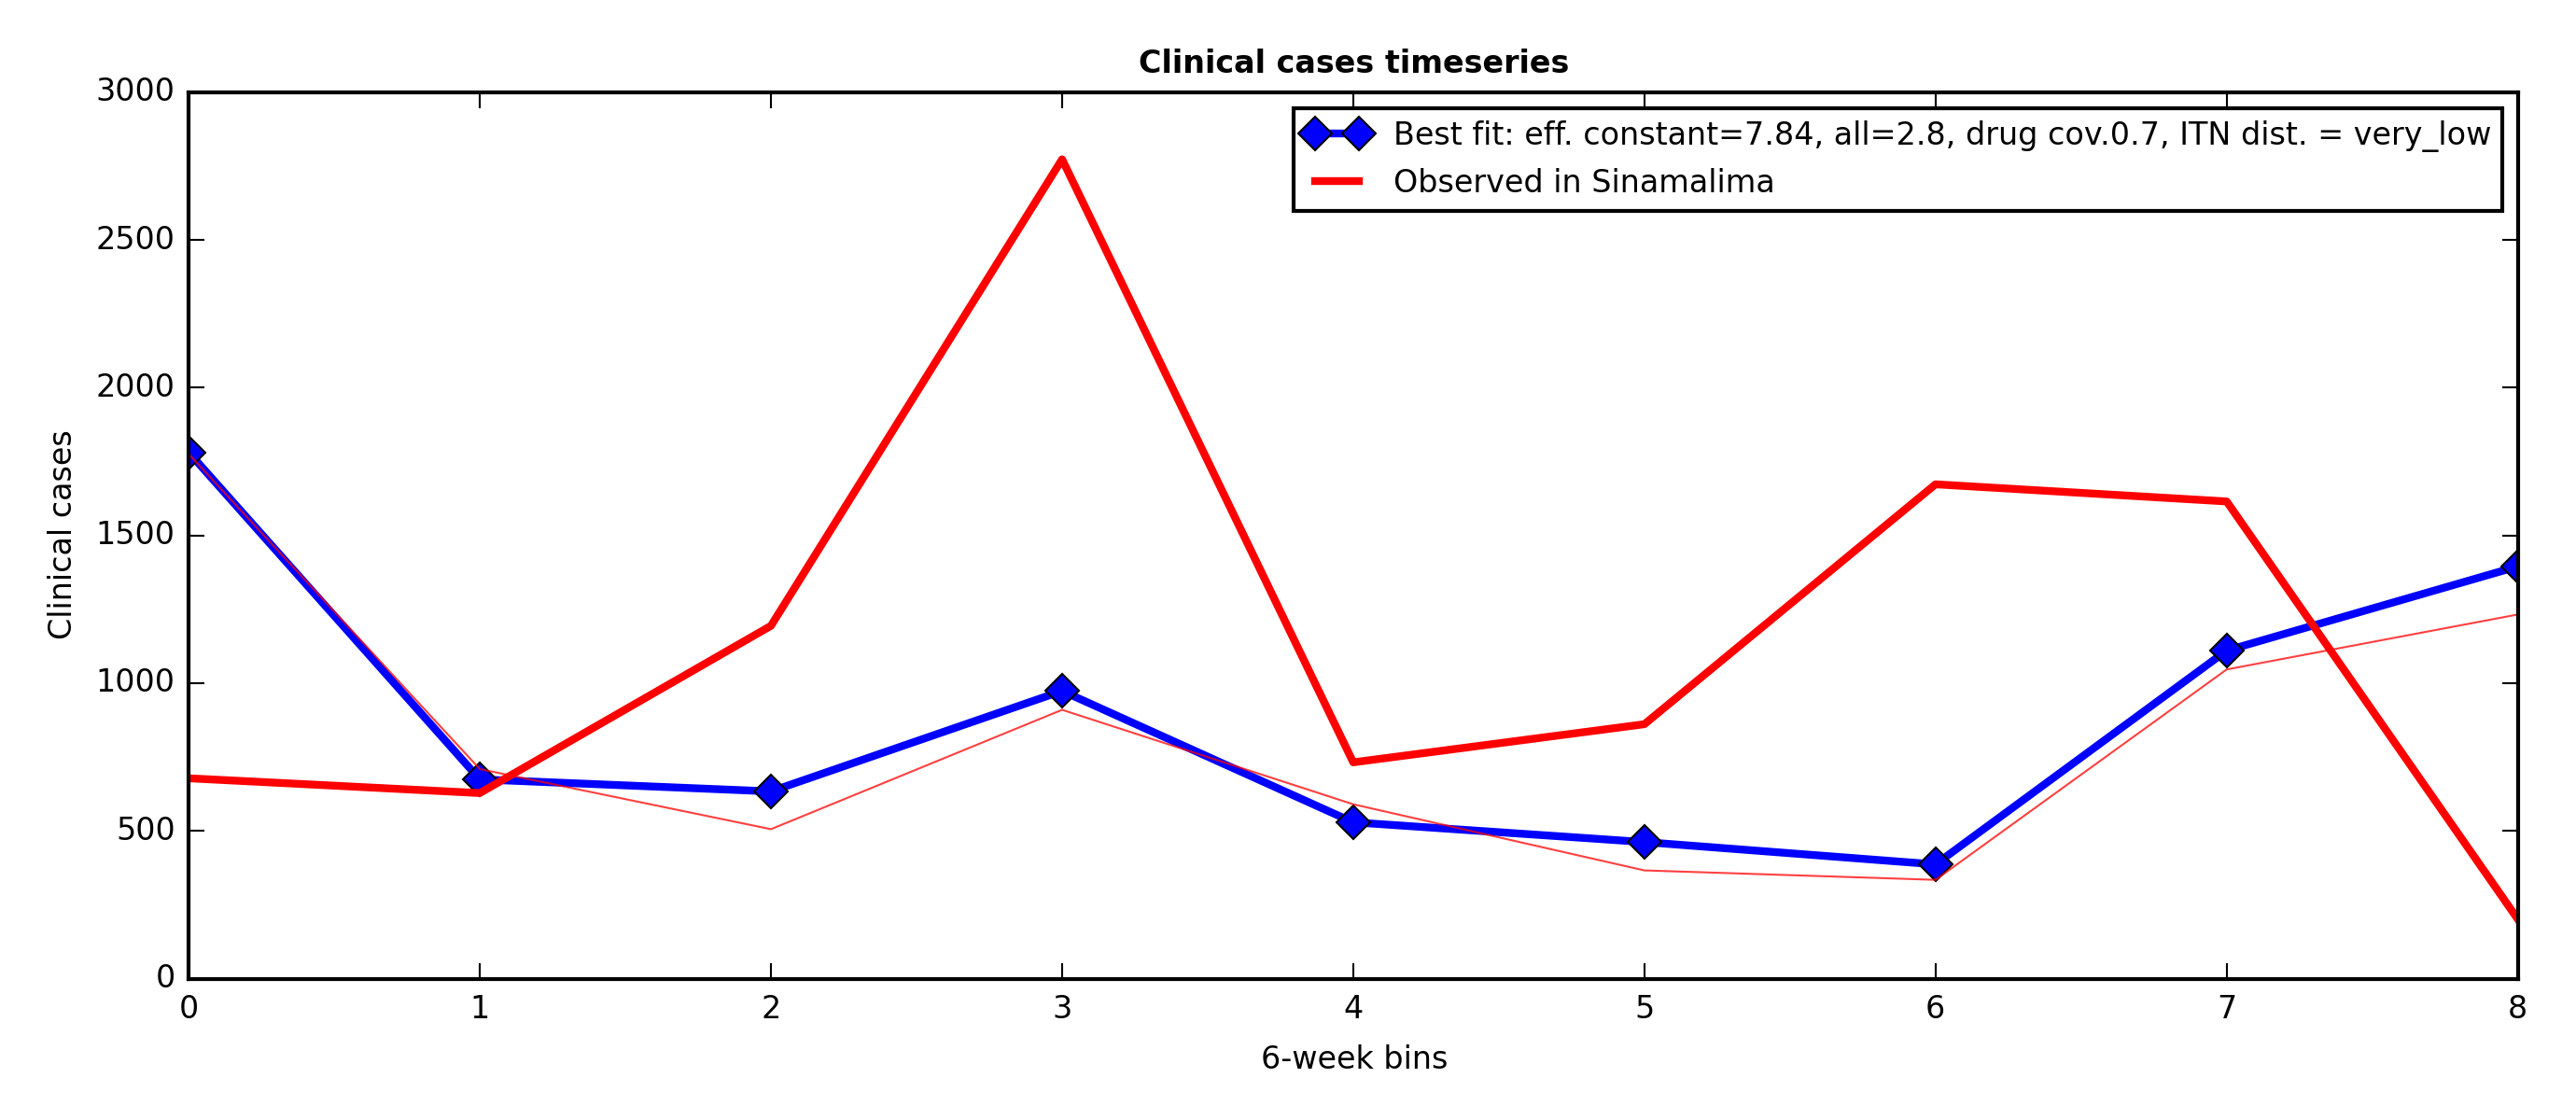 Clinical cases timeseries
3000
2500
2000
1500
1000
500
0
Clinical cases
Best fit: eff. constant=7.84, all=2.8, drug cov.0.7, ITN dist. = very_low
Observed in Sinamalima
0 1 2 3 4 5 6 7 8
6-week bins